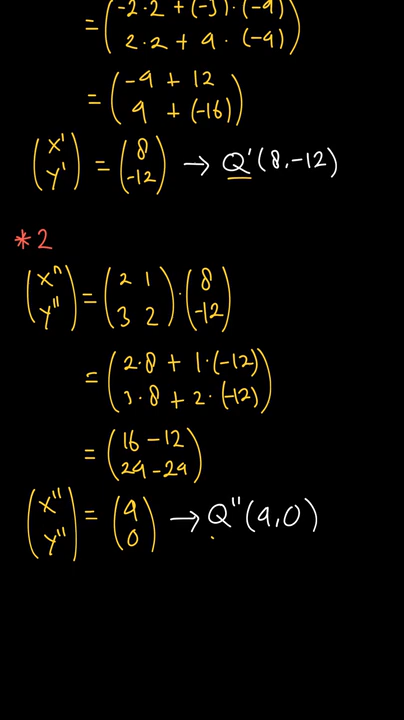 = (-2·2 + (-3)·(-4)
2·2 + 4·(-4))
= (-4 + 12
4 + (-16))
(x'
y') = (8
-12) → Q'(8,-12)
*2
(x"
y") = (2 1
3 2)·(8
-12)
= (2·8 + 1·(-12)
3·8 + 2·(-12))
= (16 - 12
24 - 24)
(x"
y") = (4
0) → Q"(4,0)